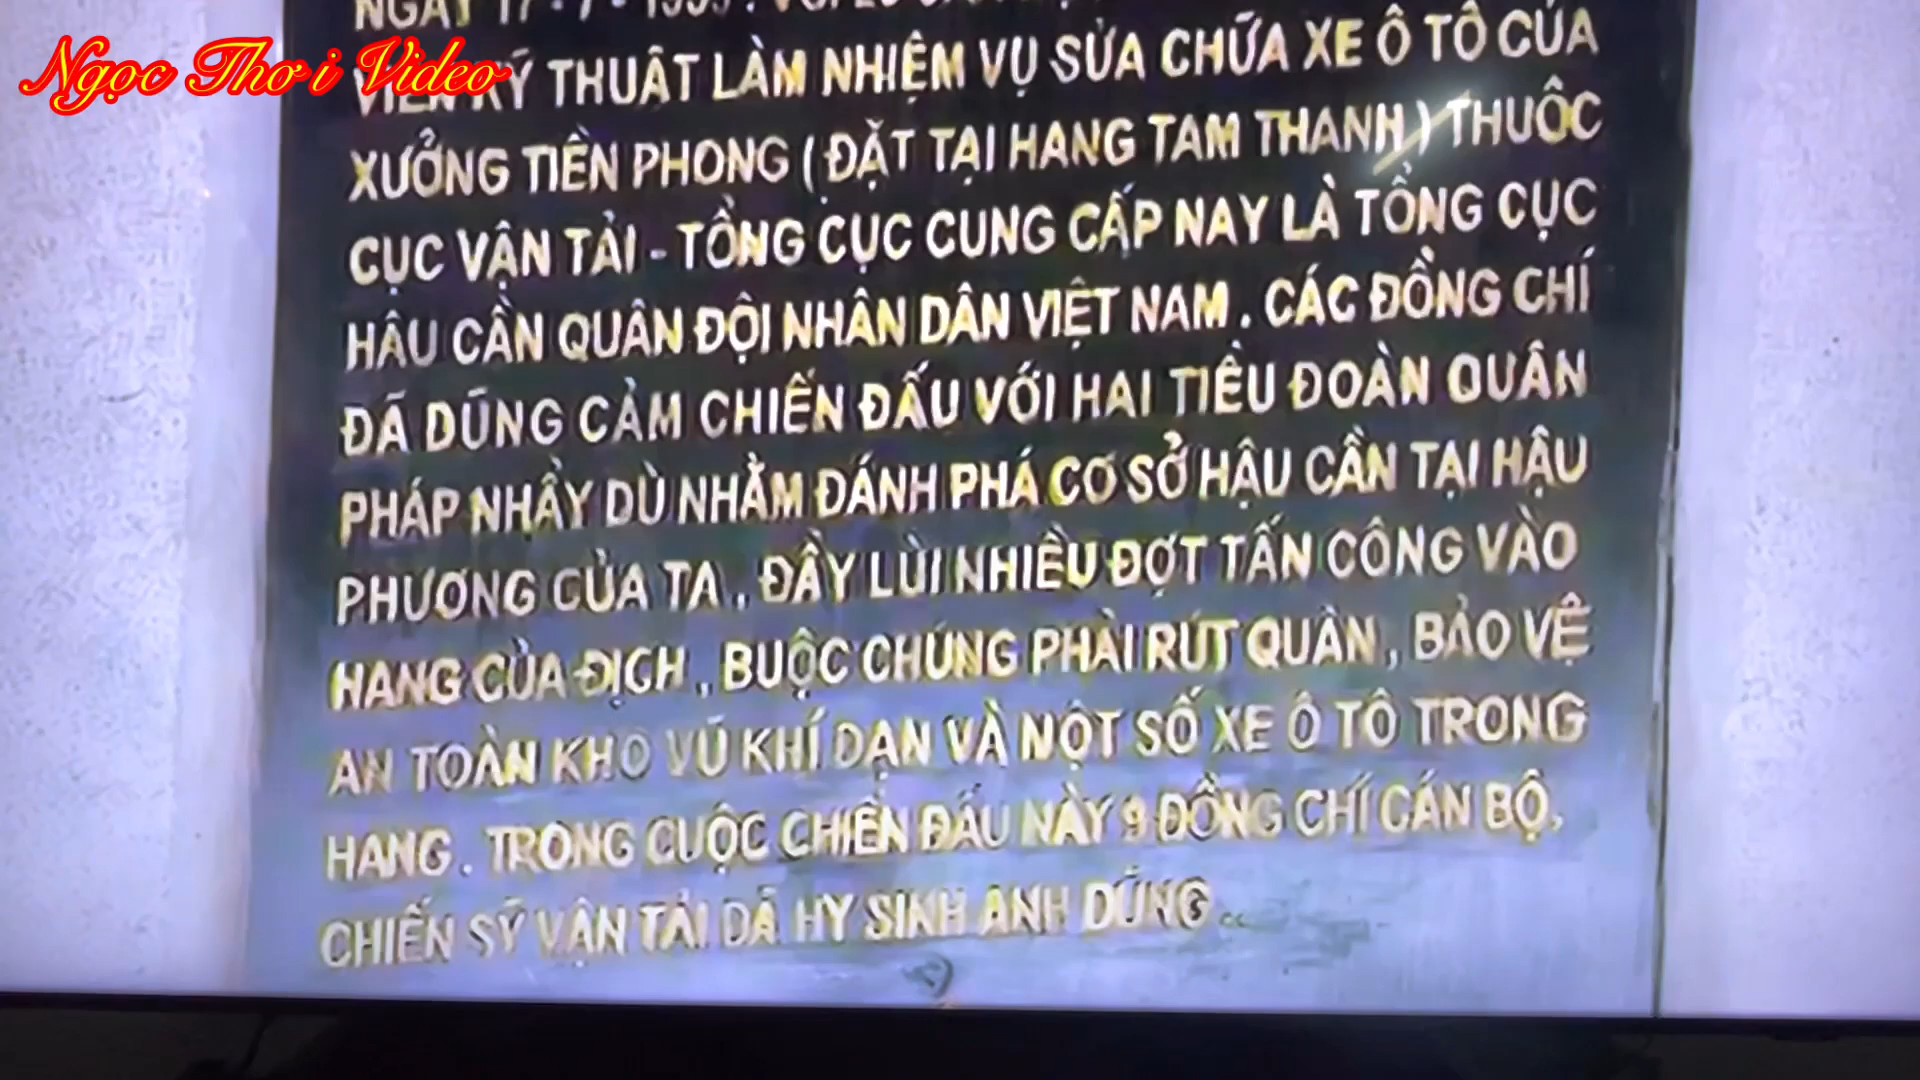 Ngọc Thơ i Video
NGÀY 17 - 7 -
VIÊN KỸ THUẬT LÀM NHIỆM VỤ SỬA CHỮA XE Ô TÔ CỦA
XƯỞNG TIỀN PHONG ( ĐẶT TẠI HANG TAM THANH ) THUỘC
CỤC VẬN TẢI - TỔNG CỤC CUNG CẤP NAY LÀ TỔNG CỤC
HẬU CẦN QUÂN ĐỘI NHÂN DÂN VIỆT NAM . CÁC ĐỒNG CHÍ
ĐÃ DŨNG CẢM CHIẾN ĐẤU VỚI HAI TIỂU ĐOÀN QUÂN
PHÁP NHẢY DÙ NHẰM ĐÁNH PHÁ CƠ SỞ HẬU CẦN TẠI HẬU
PHƯƠNG CỦA TA , ĐẨY LÙI NHIỀU ĐỢT TẤN CÔNG VÀO
HANG CỦA ĐỊCH , BUỘC CHÚNG PHẢI RÚT QUÂN , BẢO VỆ
AN TOÀN KHO VŨ KHÍ ĐẠN VÀ MỘT SỐ XE Ô TÔ TRONG
HANG . TRONG CUỘC CHIẾN ĐẤU NÀY 9 ĐỒNG CHÍ CÁN BỘ,
CHIẾN SỸ VẬN TẢI ĐÃ HY SINH ANH DŨNG .